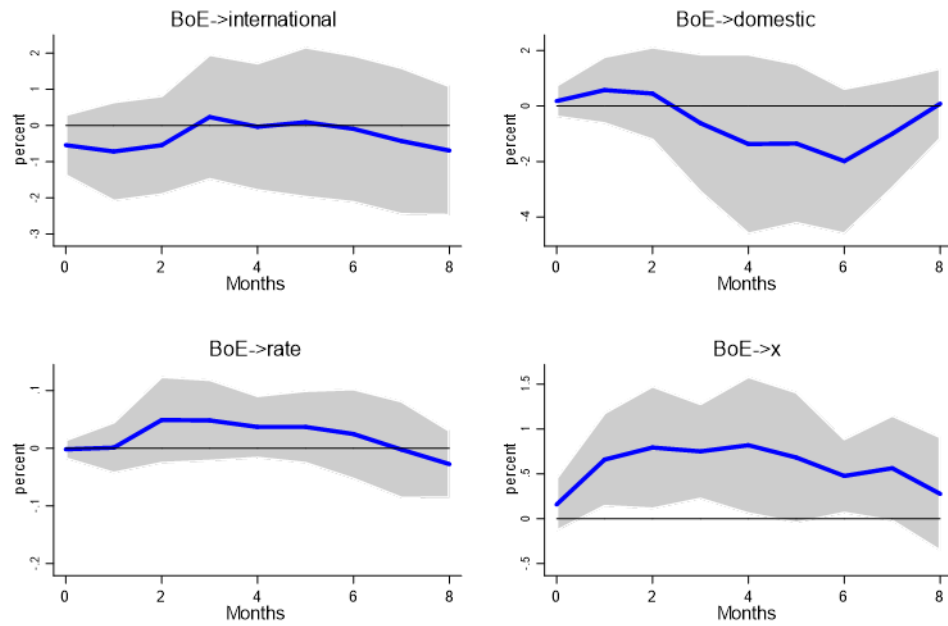 BoE->international
percent
2
1
0
-1
-2
-3
0 2 4 6 8
Months
BoE->domestic
percent
2
0
-2
-4
0 2 4 6 8
Months
BoE->rate
percent
.1
0
-.1
-.2
0 2 4 6 8
Months
BoE->x
percent
1.5
1
.5
0
-.5
0 2 4 6 8
Months